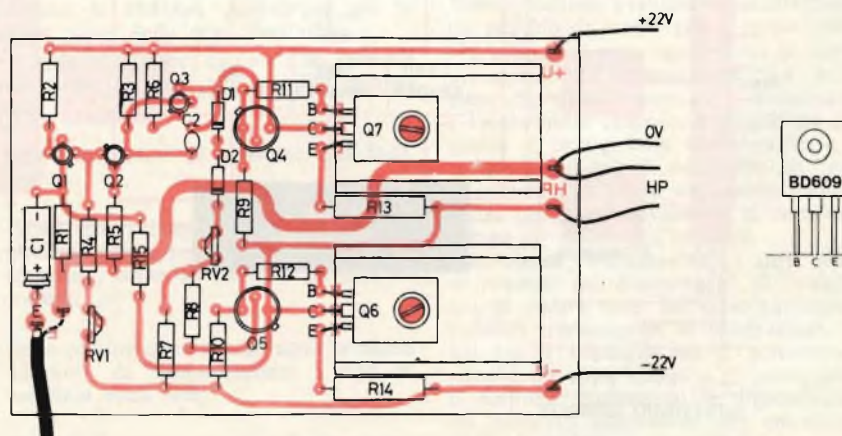 +22V
U+
R2
R3
R6
Q3
D1
R11
C2
B
C
E
Q7
Q4
0V
BD609
B C E
Q1
Q2
D2
HP
HP
R13
R9
C1
- +
R1
R4
R5
R15
RV2
R12
B
C
E
Q6
R8
Q5
RV1
R7
R10
U-
-22V
R14